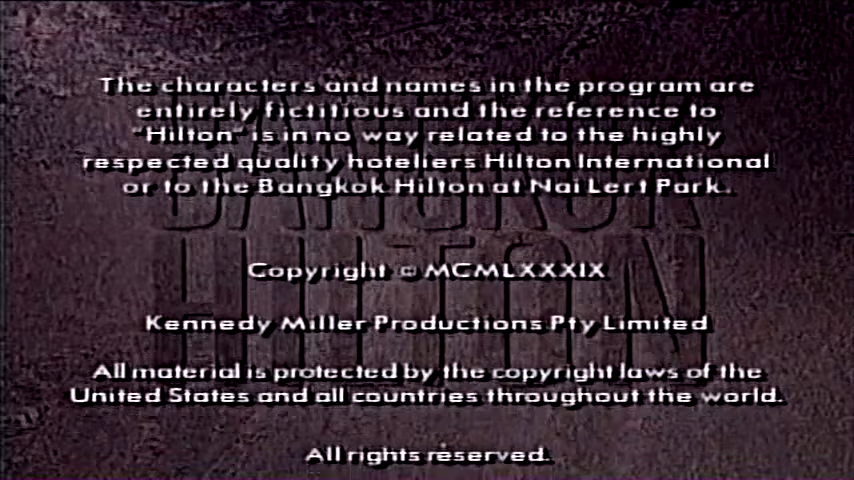 The characters and names in the program are
entirely fictitious and the reference to
"Hilton" is in no way related to the highly
respected quality hoteliers Hilton International
or to the Bangkok Hilton at Nai Lert Park.
BANGKOK
HILTON
Copyright © MCMLXXXIX
Kennedy Miller Productions Pty Limited
All material is protected by the copyright laws of the
United States and all countries throughout the world.
All rights reserved.